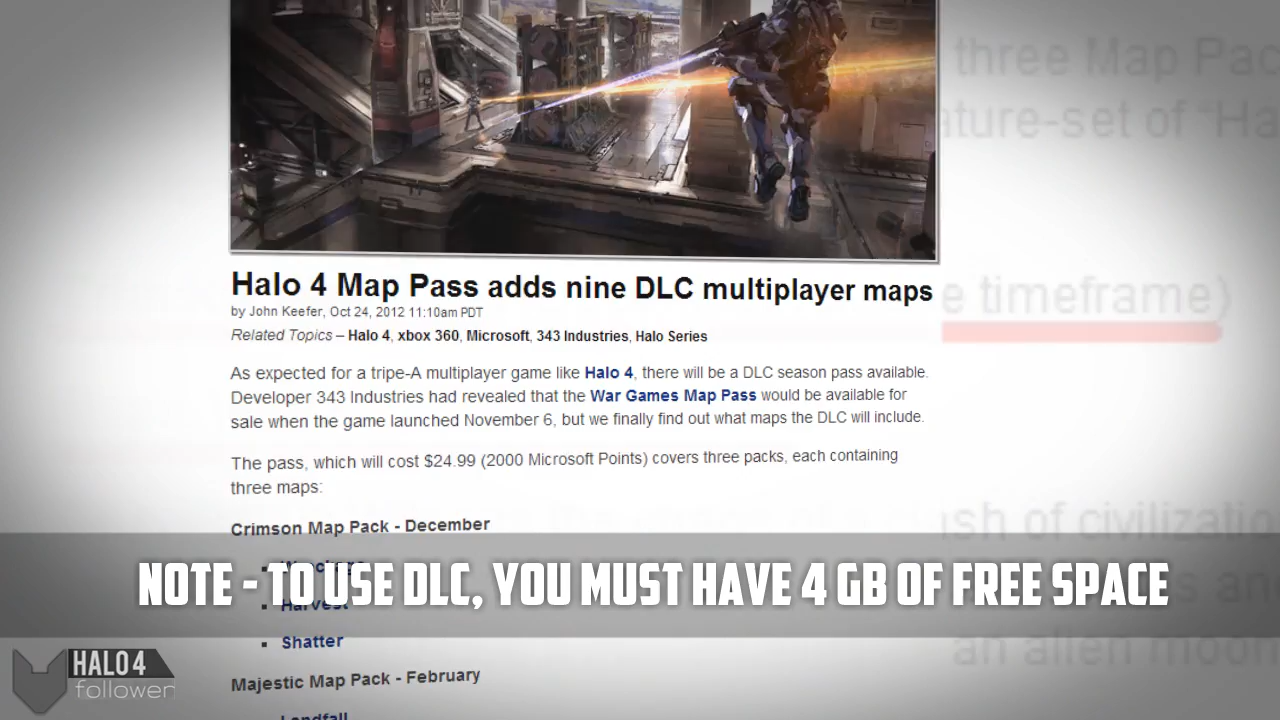 three Map Pac
ature-set of "Ha
Halo 4 Map Pass adds nine DLC multiplayer maps
by John Keefer, Oct 24, 2012 11:10am PDT
Related Topics – Halo 4, xbox 360, Microsoft, 343 Industries, Halo Series
e timeframe)
As expected for a tripe-A multiplayer game like Halo 4, there will be a DLC season pass available.
Developer 343 Industries had revealed that the War Games Map Pass would be available for
sale when the game launched November 6, but we finally find out what maps the DLC will include.
The pass, which will cost $24.99 (2000 Microsoft Points) covers three packs, each containing
three maps:
Crimson Map Pack - December
sh of civilizatio
NOTE - TO USE DLC, YOU MUST HAVE 4 GB OF FREE SPACE
Harvest
Shatter
an alien moon
Majestic Map Pack - February
Landfall
HALO 4
follower